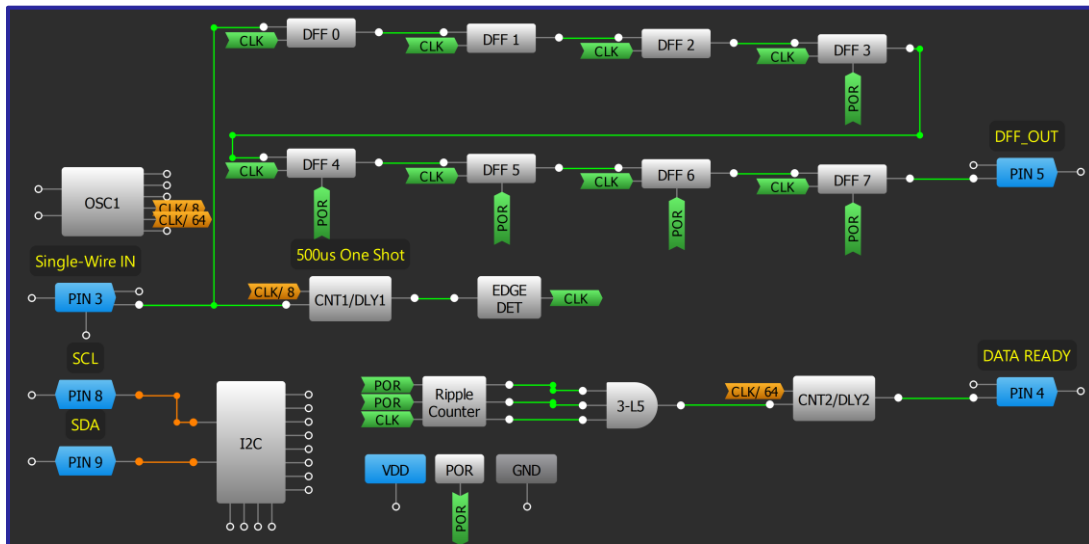 CLK
DFF 0
CLK
DFF 1
CLK
DFF 2
CLK
DFF 3
POR
CLK
DFF 4
POR
CLK
DFF 5
POR
CLK
DFF 6
POR
CLK
DFF 7
POR
DFF_OUT
PIN 5
OSC1
CLK/ 8
CLK/ 64
Single-Wire IN
PIN 3
500us One Shot
CLK/ 8
CNT1/DLY1
EDGE
DET
CLK
SCL
PIN 8
SDA
PIN 9
I2C
POR
POR
CLK
Ripple
Counter
3-L5
CLK/ 64
CNT2/DLY2
DATA READY
PIN 4
VDD
POR
GND
POR